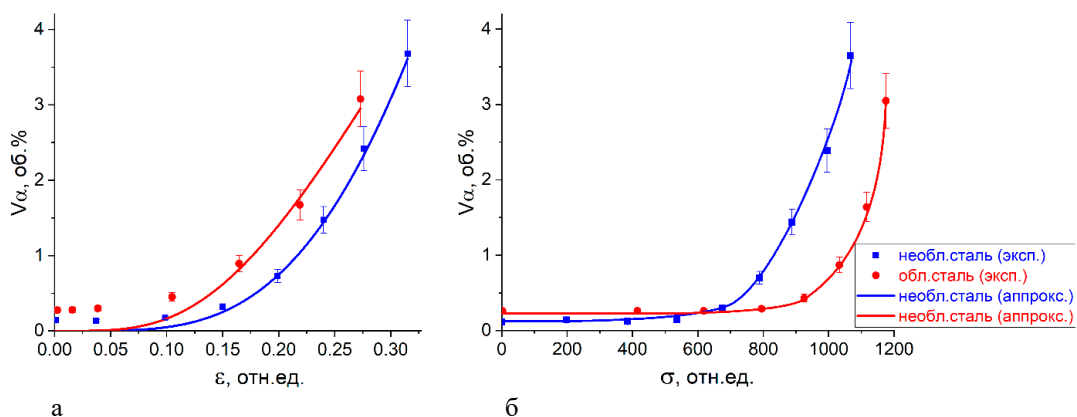 4
3
2
1
0
Vα, об.%
0.00 0.05 0.10 0.15 0.20 0.25 0.30
ε, отн.ед.
а
4
3
2
1
0
Vα, об.%
0 200 400 600 800 1000 1200
σ, отн.ед.
б
необл.сталь (эксп.)
обл.сталь (эксп.)
необл.сталь (аппрокс.)
необл.сталь (аппрокс.)